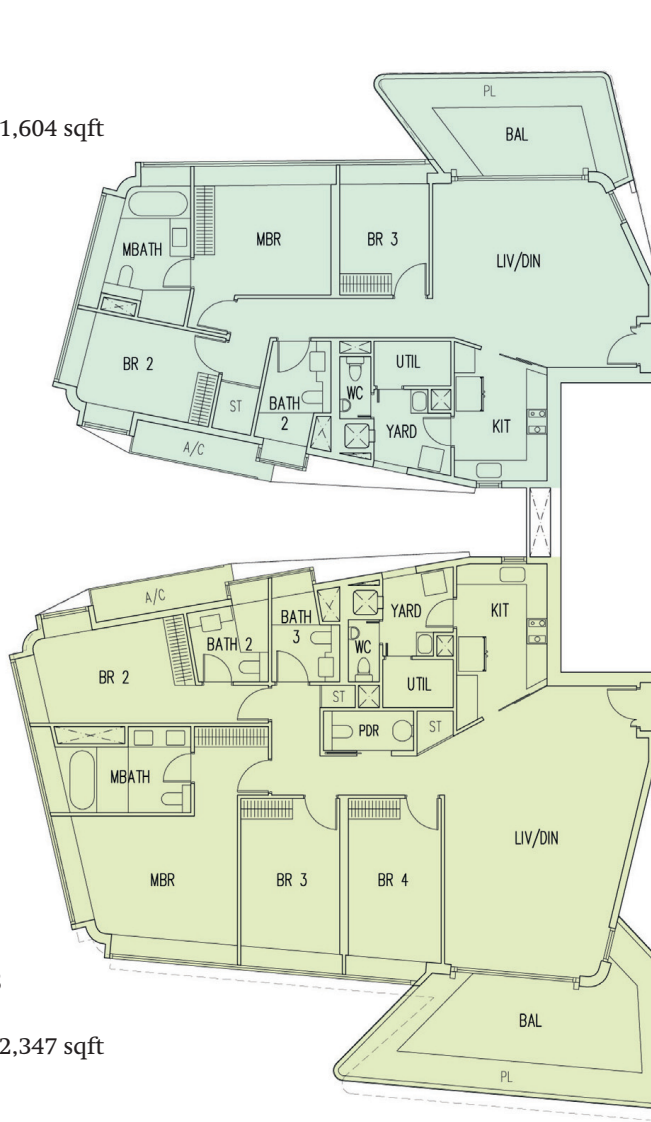 PL
BAL
1,604 sqft
MBATH
MBR
BR 3
LIV/DIN
BR 2
ST
BATH
2
WC
UTIL
YARD
KIT
A/C
A/C
BR 2
BATH 2
BATH
3
WC
YARD
UTIL
KIT
ST
PDR
ST
MBATH
MBR
BR 3
BR 4
LIV/DIN
BAL
PL
2,347 sqft